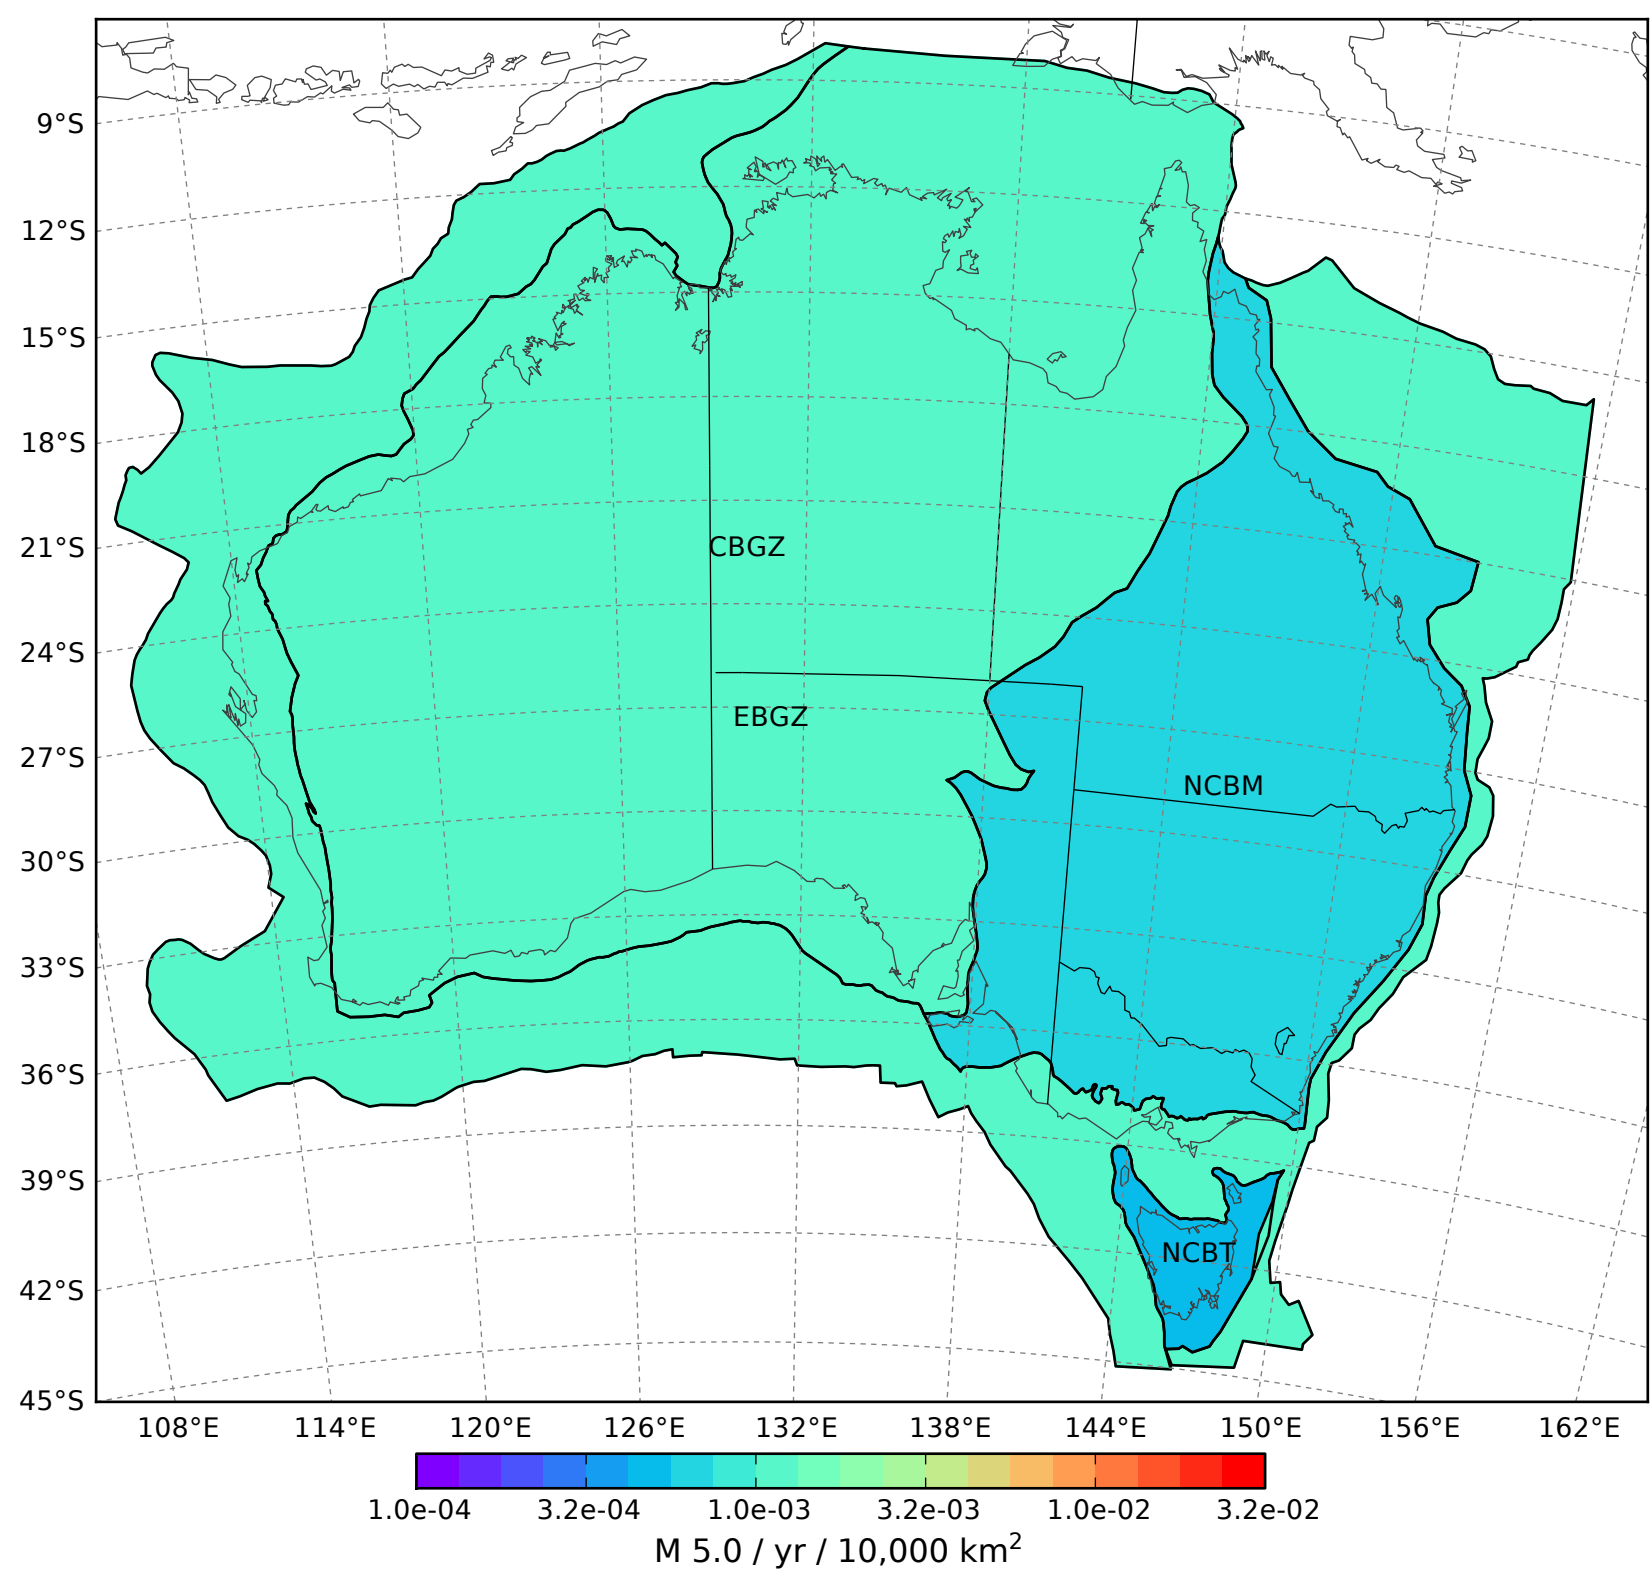 9°S
12°S
15°S
18°S
21°S
24°S
27°S
30°S
33°S
36°S
39°S
42°S
45°S
CBGZ
EBGZ
NCBM
NCBT
108°E 114°E 120°E 126°E 132°E 138°E 144°E 150°E 156°E 162°E
1.0e-04 3.2e-04 1.0e-03 3.2e-03 1.0e-02 3.2e-02
M 5.0 / yr / 10,000 km²